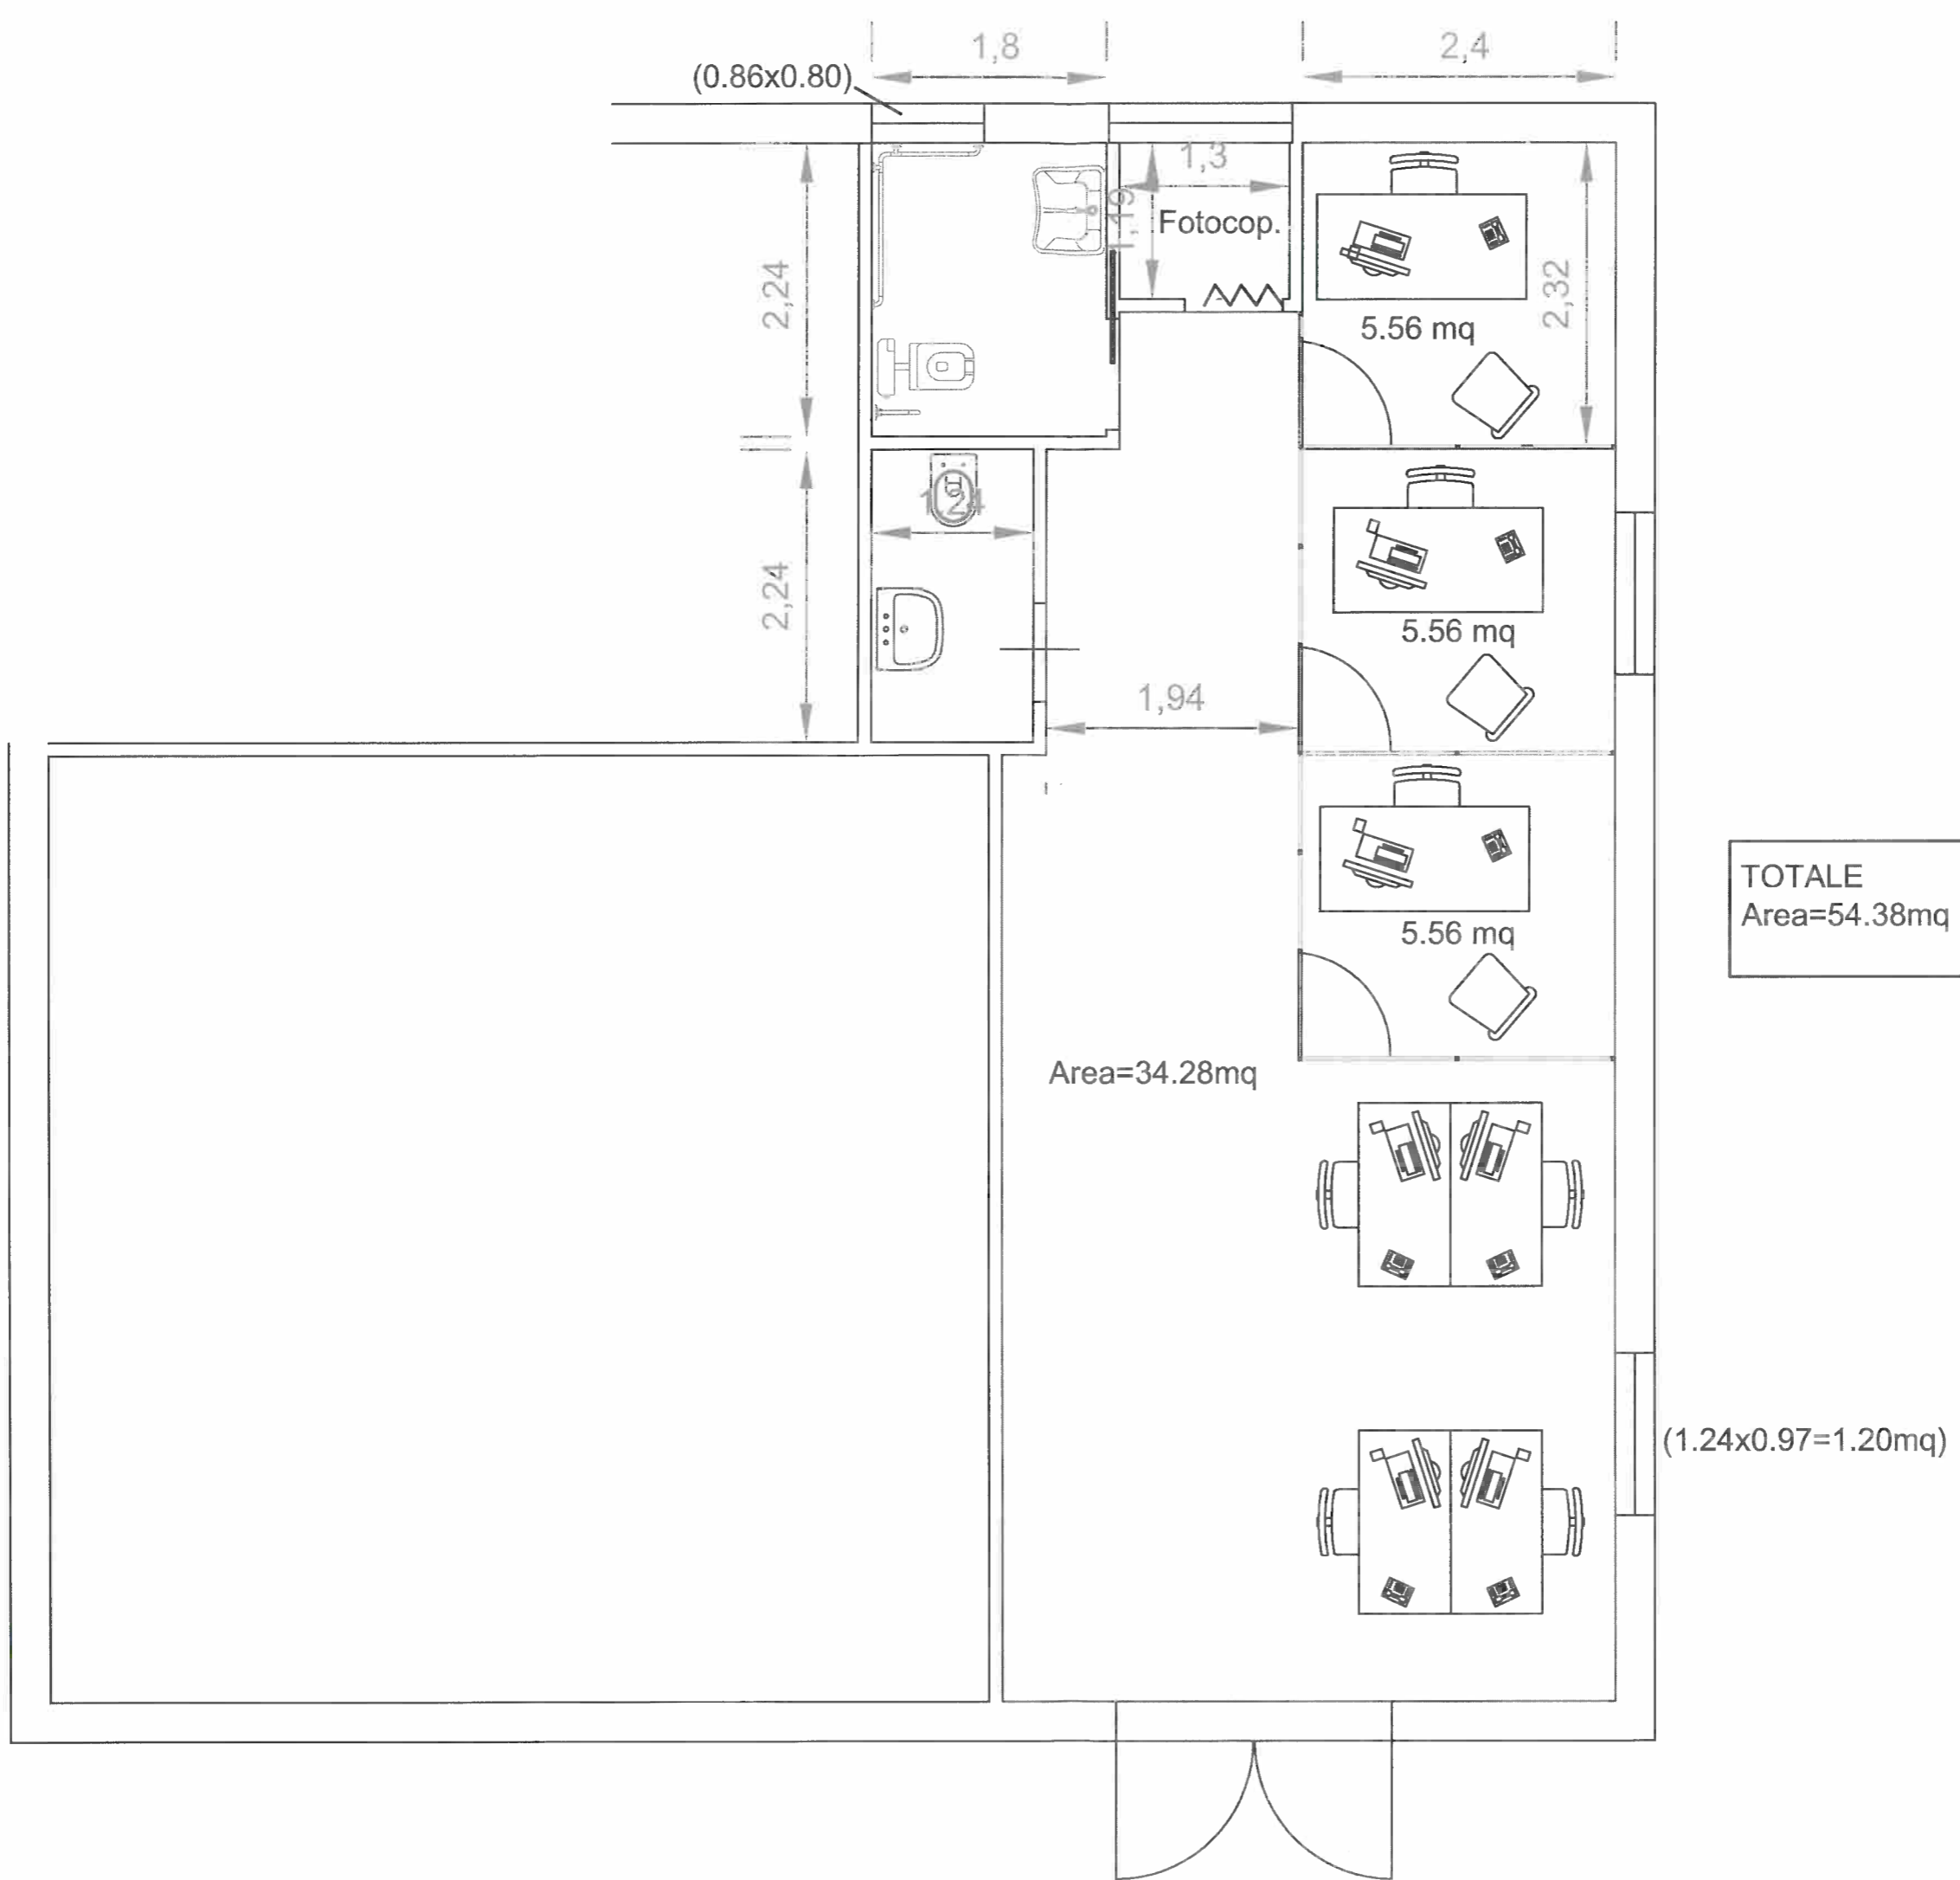 1,8
2,4
(0.86x0.80)
1,3
1,19
Fotocop.
2,24
2,32
5.56 mq
1,24
2,24
5.56 mq
1,94
TOTALE
Area=54.38mq
5.56 mq
Area=34.28mq
(1.24x0.97=1.20mq)